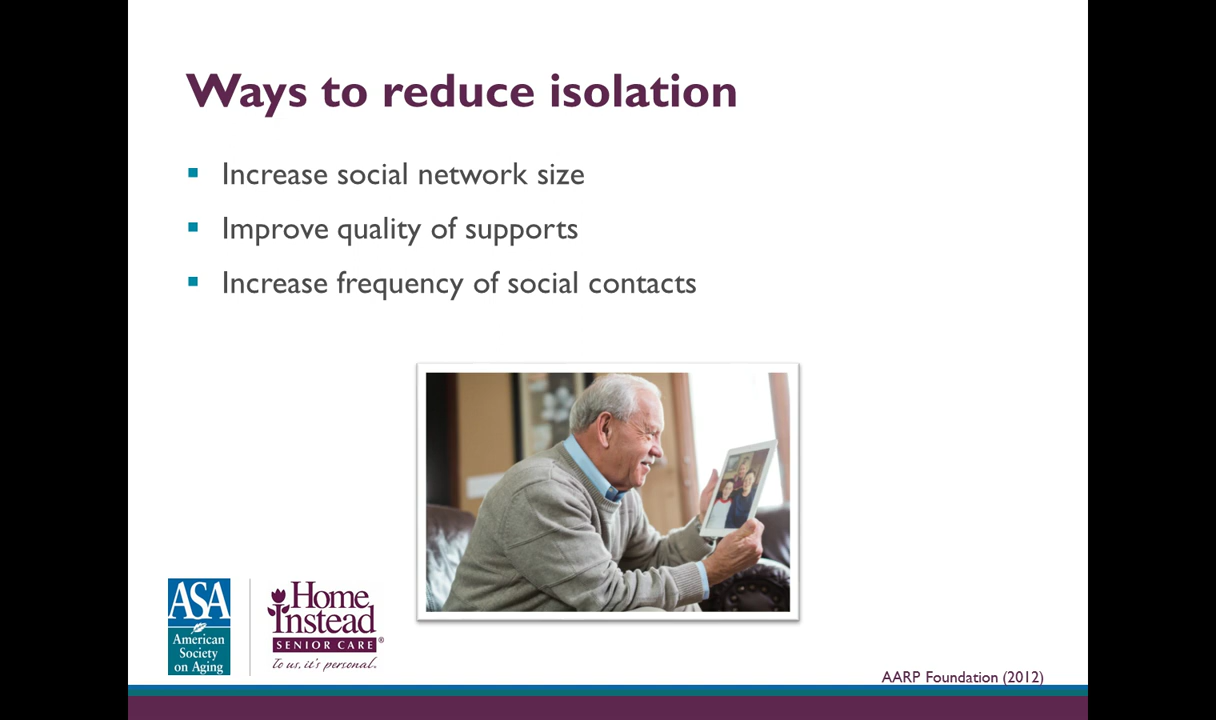 Ways to reduce isolation
Increase social network size
Improve quality of supports
Increase frequency of social contacts
ASA
American
Society
on Aging
Home
Instead
SENIOR CARE®
To us, it's personal.
AARP Foundation (2012)